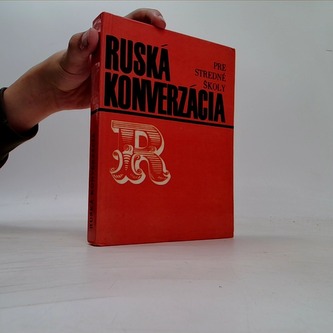 RUSKÁ
KONVERZÁCIA
PRE
STREDNÉ
ŠKOLY
R